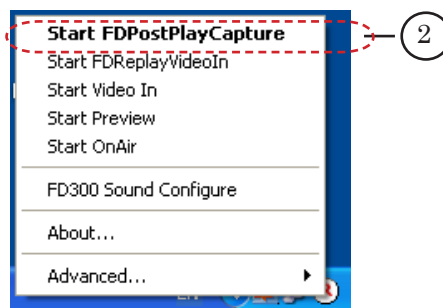 Start FDPostPlayCapture
2
Start FDReplayVideoIn
Start Video In
Start Preview
Start OnAir
FD300 Sound Configure
About...
Advanced...